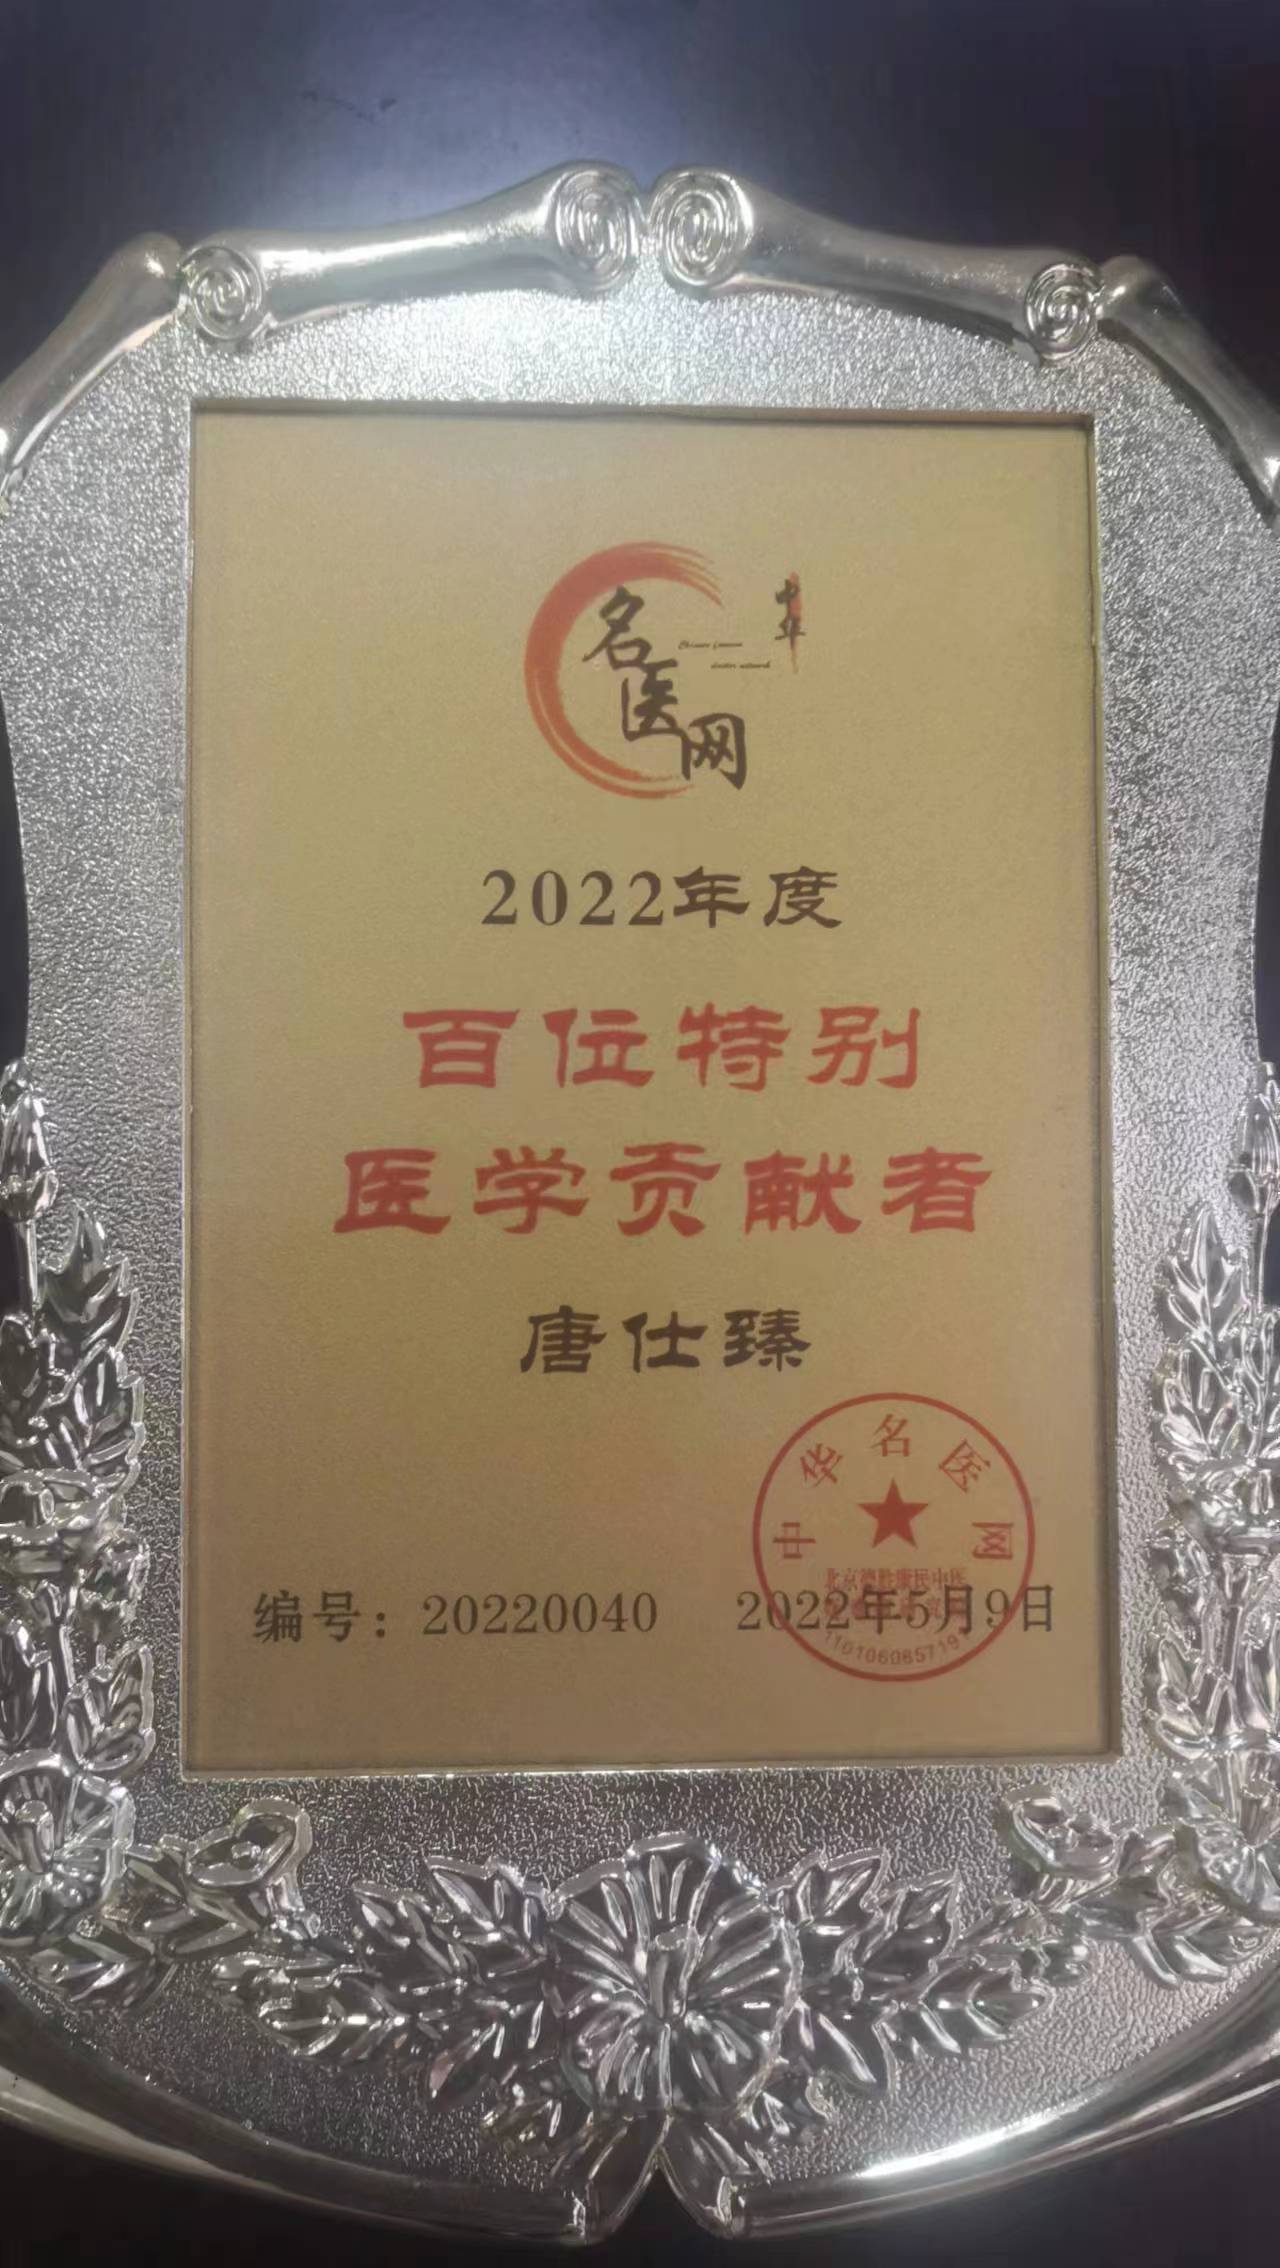 中华
名医网
2022年度
百位特别
医学贡献者
唐仕臻
中华名医网
编号：20220040
2022年5月9日